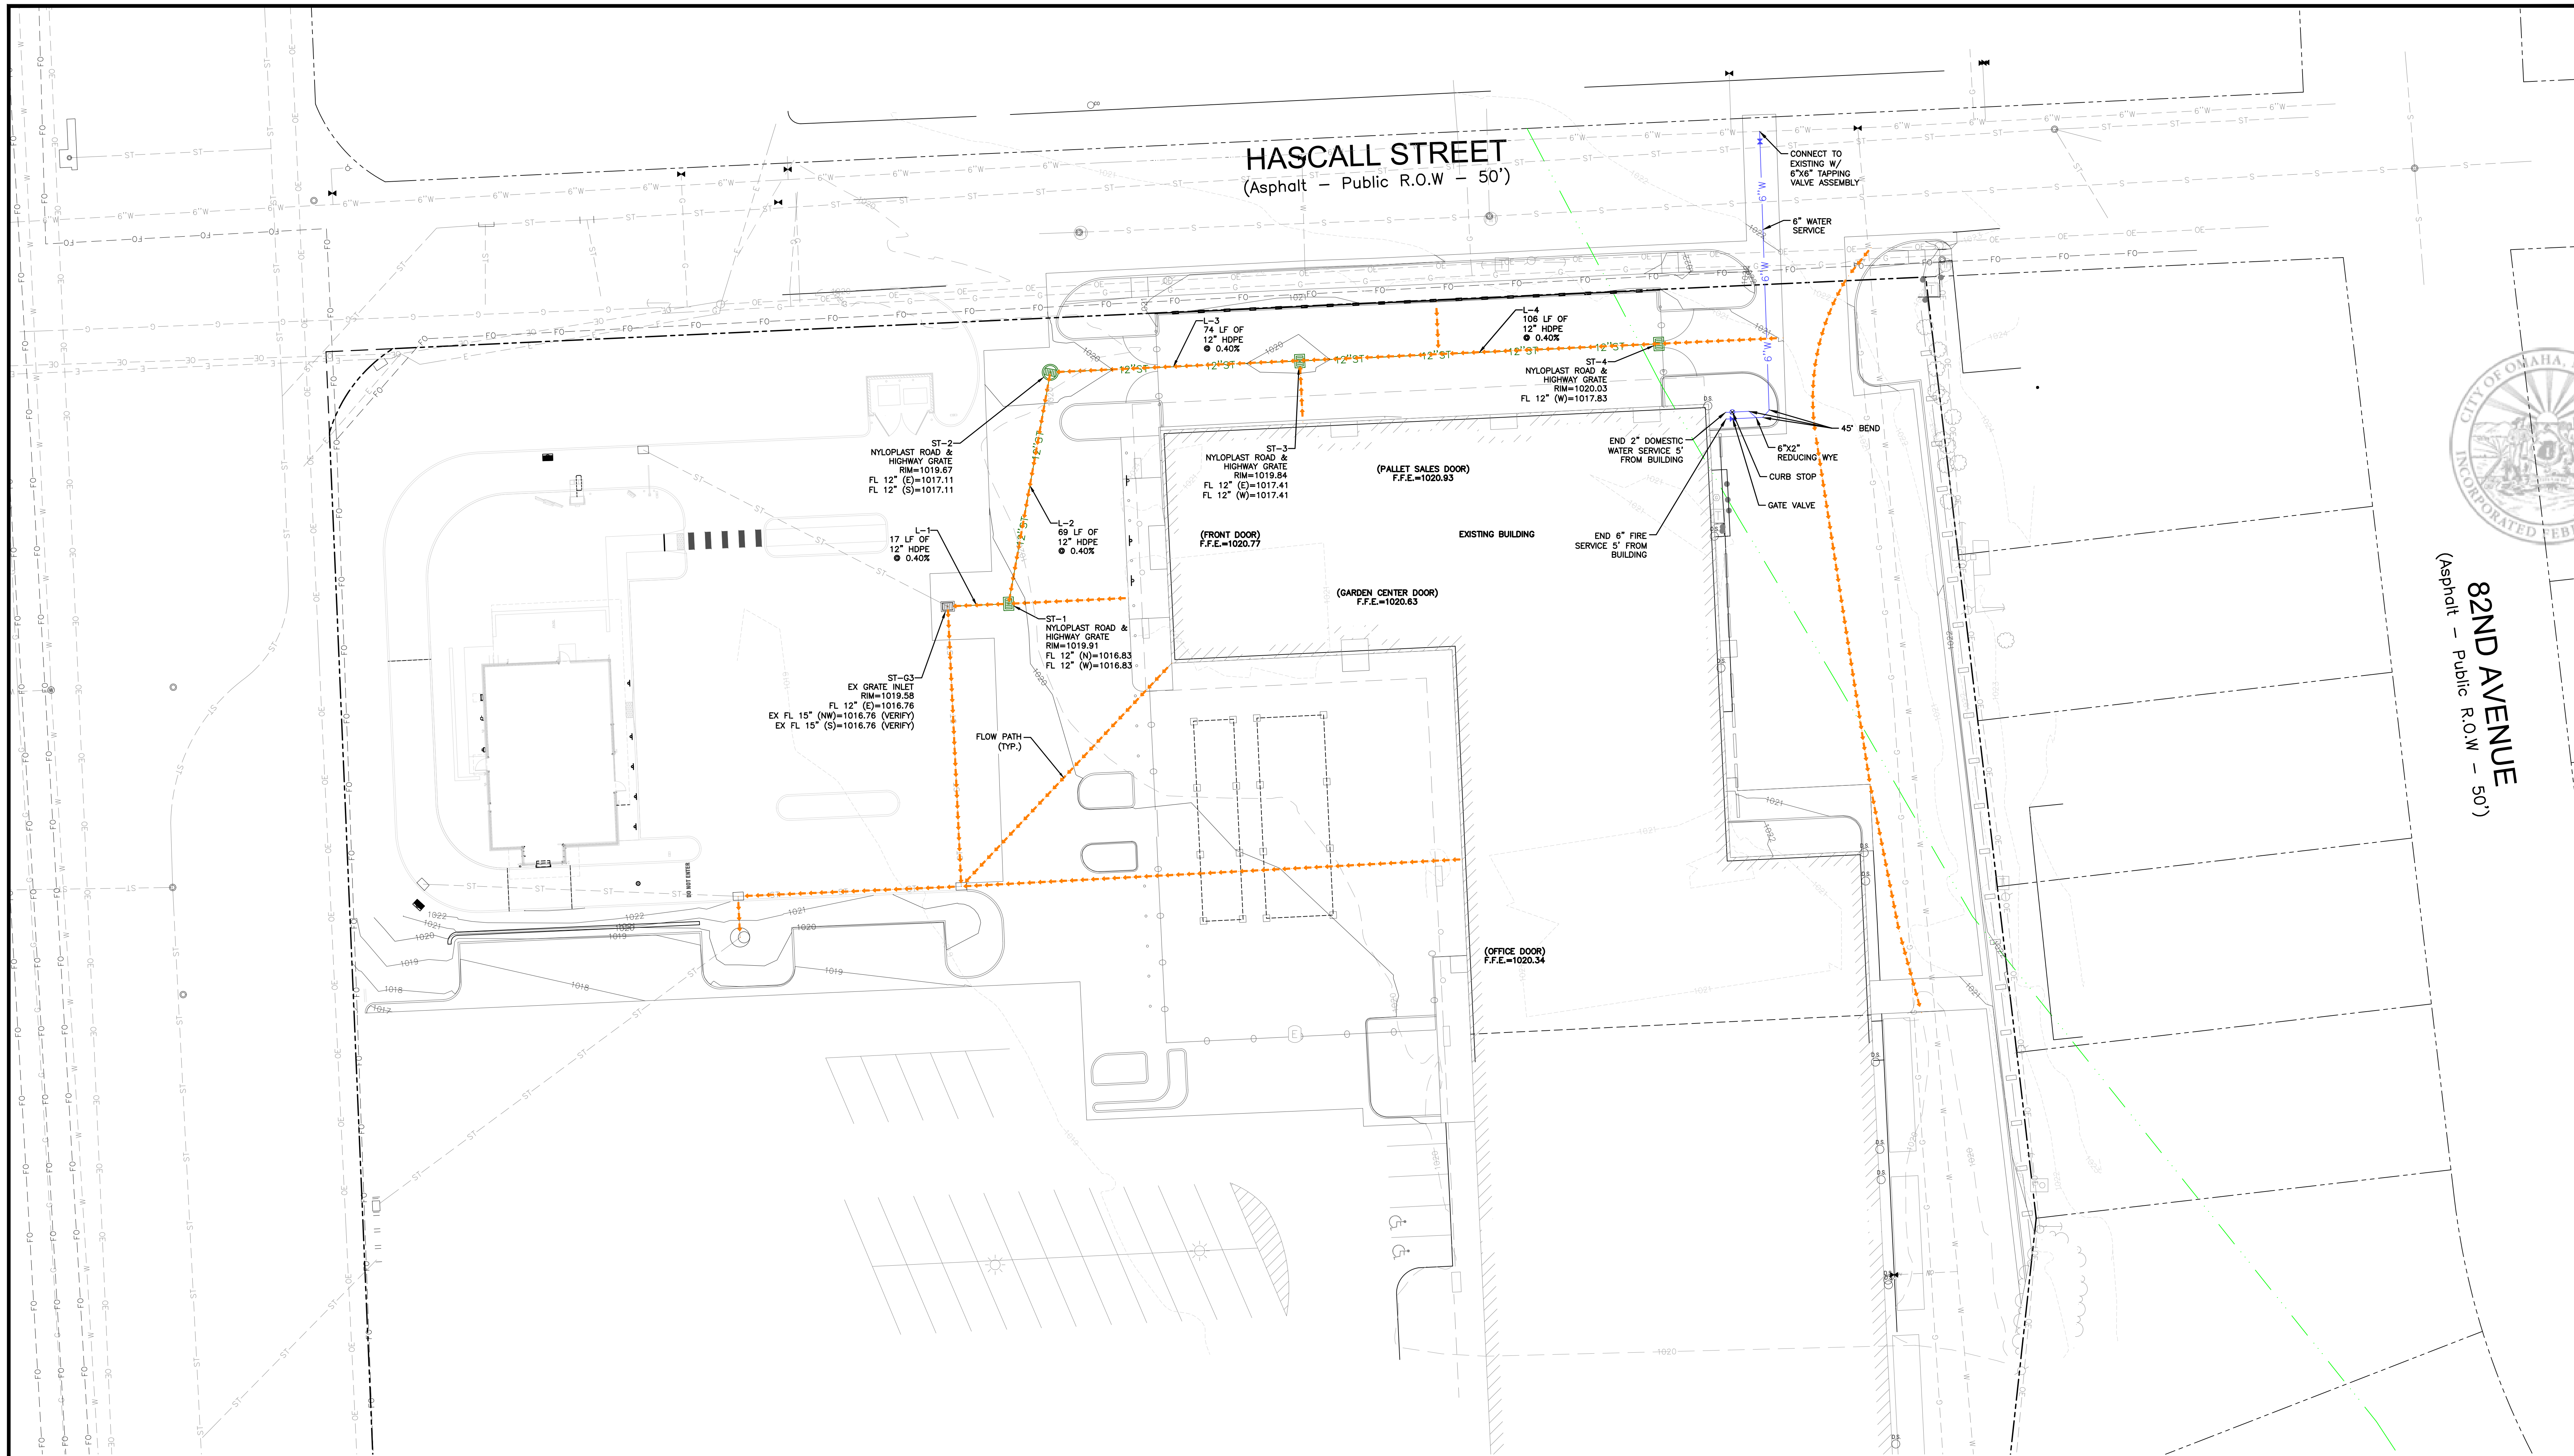 HASCALL STREET
(Asphalt - Public R.O.W - 50')
CONNECT TO
EXISTING W/
6"X6" TAPPING
VALVE ASSEMBLY
6" WATER
SERVICE
L-3
74 LF OF
12" HDPE
@ 0.40%
L-4
106 LF OF
12" HDPE
@ 0.40%
ST-4
NYLOPLAST ROAD &
HIGHWAY GRATE
RIM=1020.03
FL 12" (W)=1017.83
ST-2
NYLOPLAST ROAD &
HIGHWAY GRATE
RIM=1019.67
FL 12" (E)=1017.11
FL 12" (S)=1017.11
ST-3
NYLOPLAST ROAD &
HIGHWAY GRATE
RIM=1019.84
FL 12" (E)=1017.41
FL 12" (W)=1017.41
(PALLET SALES DOOR)
F.F.E.=1020.93
END 2" DOMESTIC
WATER SERVICE 5'
FROM BUILDING
45° BEND
6"X2"
REDUCING WYE
CURB STOP
GATE VALVE
L-1
17 LF OF
12" HDPE
@ 0.40%
L-2
69 LF OF
12" HDPE
@ 0.40%
(FRONT DOOR)
F.F.E.=1020.77
EXISTING BUILDING
END 6" FIRE
SERVICE 5' FROM
BUILDING
(GARDEN CENTER DOOR)
F.F.E.=1020.63
ST-1
NYLOPLAST ROAD &
HIGHWAY GRATE
RIM=1019.91
FL 12" (N)=1016.83
FL 12" (W)=1016.83
ST-G3
EX GRATE INLET
RIM=1019.58
FL 12" (E)=1016.76
EX FL 15" (NW)=1016.76 (VERIFY)
EX FL 15" (S)=1016.76 (VERIFY)
FLOW PATH
(TYP.)
DO NOT ENTER
(OFFICE DOOR)
F.F.E.=1020.34
82ND AVENUE
(Asphalt - Public R.O.W - 50')
CITY OF OMAHA,
INCORPORATED